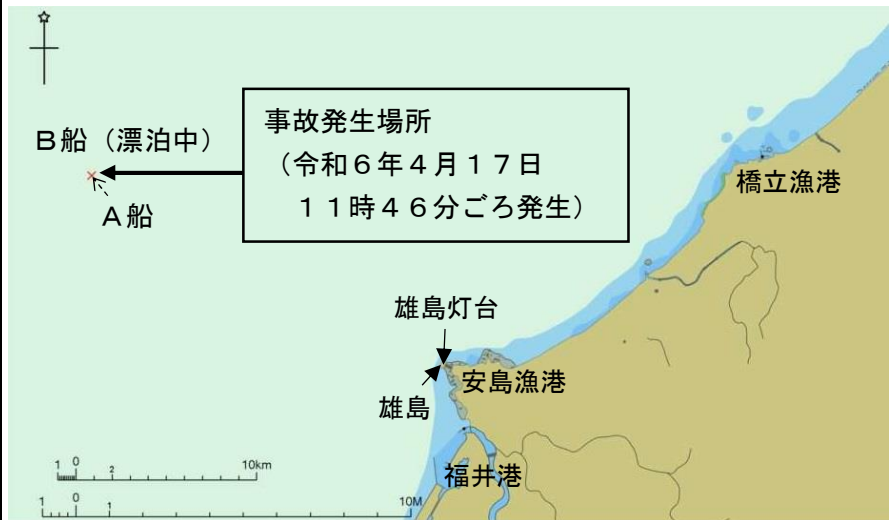 B船（漂泊中）
A船
事故発生場所
（令和６年４月１７日
１１時４６分ごろ発生）
橋立漁港
雄島灯台
安島漁港
雄島
福井港
1 0 2 10km
1 0 1 10M